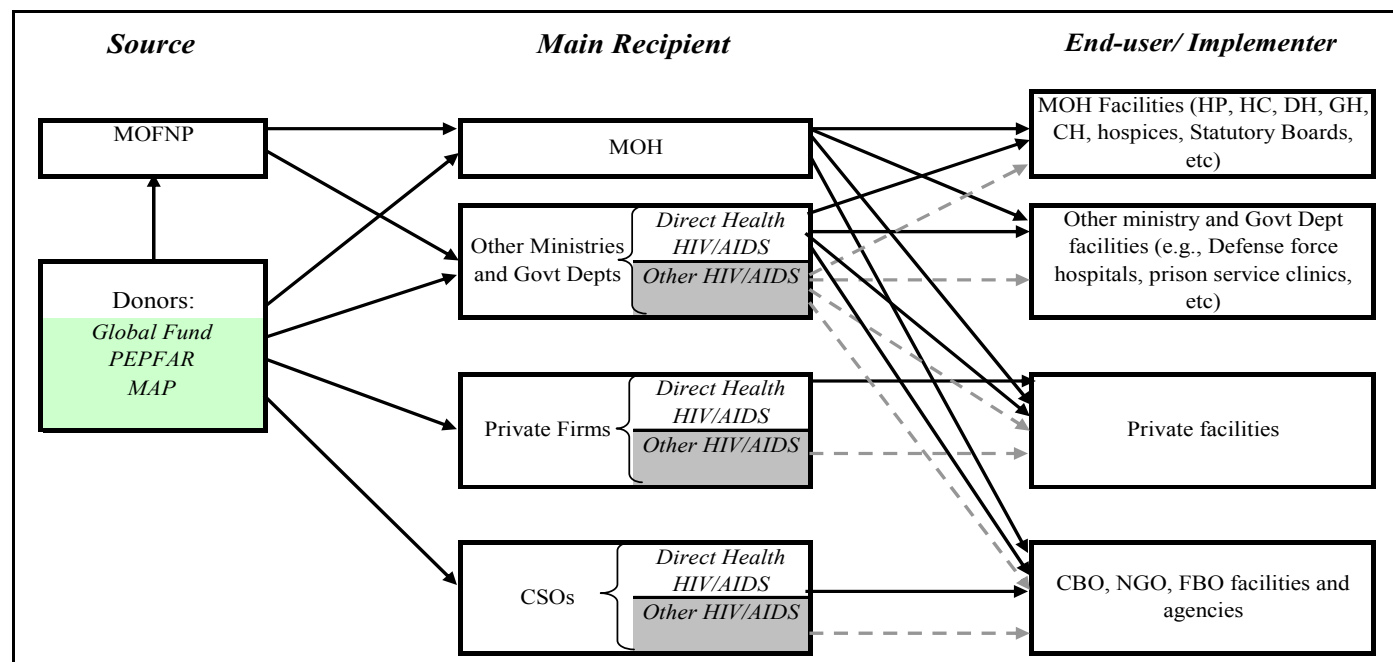 Source
Main Recipient
End-user/ Implementer
MOFNP
MOH
MOH Facilities (HP, HC, DH, GH,
CH, hospices, Statutory Boards,
etc)
Donors:
Global Fund
PEPFAR
MAP
Other Ministries
and Govt Depts
Direct Health
HIV/AIDS
Other HIV/AIDS
Other ministry and Govt Dept
facilities (e.g., Defense force
hospitals, prison service clinics,
etc)
Private Firms
Direct Health
HIV/AIDS
Other HIV/AIDS
Private facilities
CSOs
Direct Health
HIV/AIDS
Other HIV/AIDS
CBO, NGO, FBO facilities and
agencies